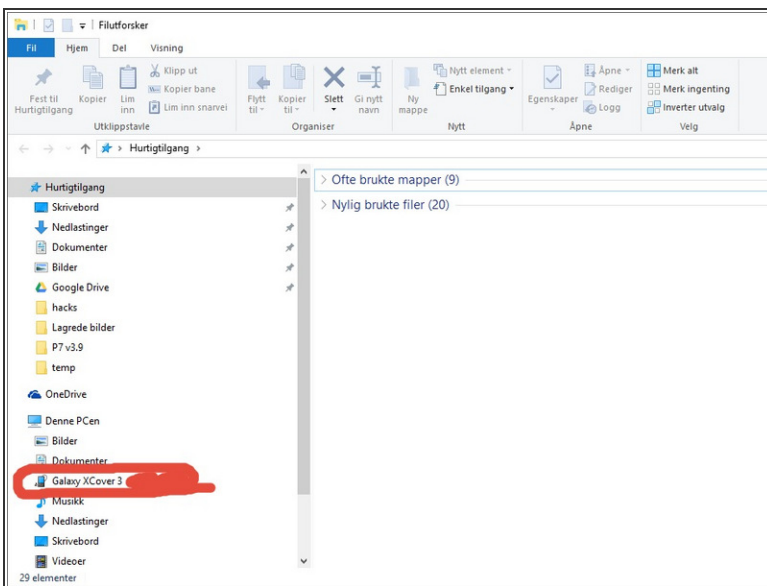 Filutforsker
Fil Hjem Del Visning
Fest til
Hurtigtilgang
Kopier
Lim
inn
Klipp ut
Kopier bane
Lim inn snarvei
Utklippstavle
Flytt
til
Kopier
til
Slett
Gi nytt
navn
Organiser
Ny
mappe
Nytt element
Enkel tilgang
Nytt
Egenskaper
Åpne
Rediger
Logg
Åpne
Merk alt
Merk ingenting
Inverter utvalg
Velg
Hurtigtilgang
Hurtigtilgang
Skrivebord
Nedlastinger
Dokumenter
Bilder
Google Drive
hacks
Lagrede bilder
P7 v3.9
temp
OneDrive
Denne PCen
Bilder
Dokumenter
Galaxy XCover 3
Musikk
Nedlastinger
Skrivebord
Videoer
29 elementer
Ofte brukte mapper (9)
Nylig brukte filer (20)